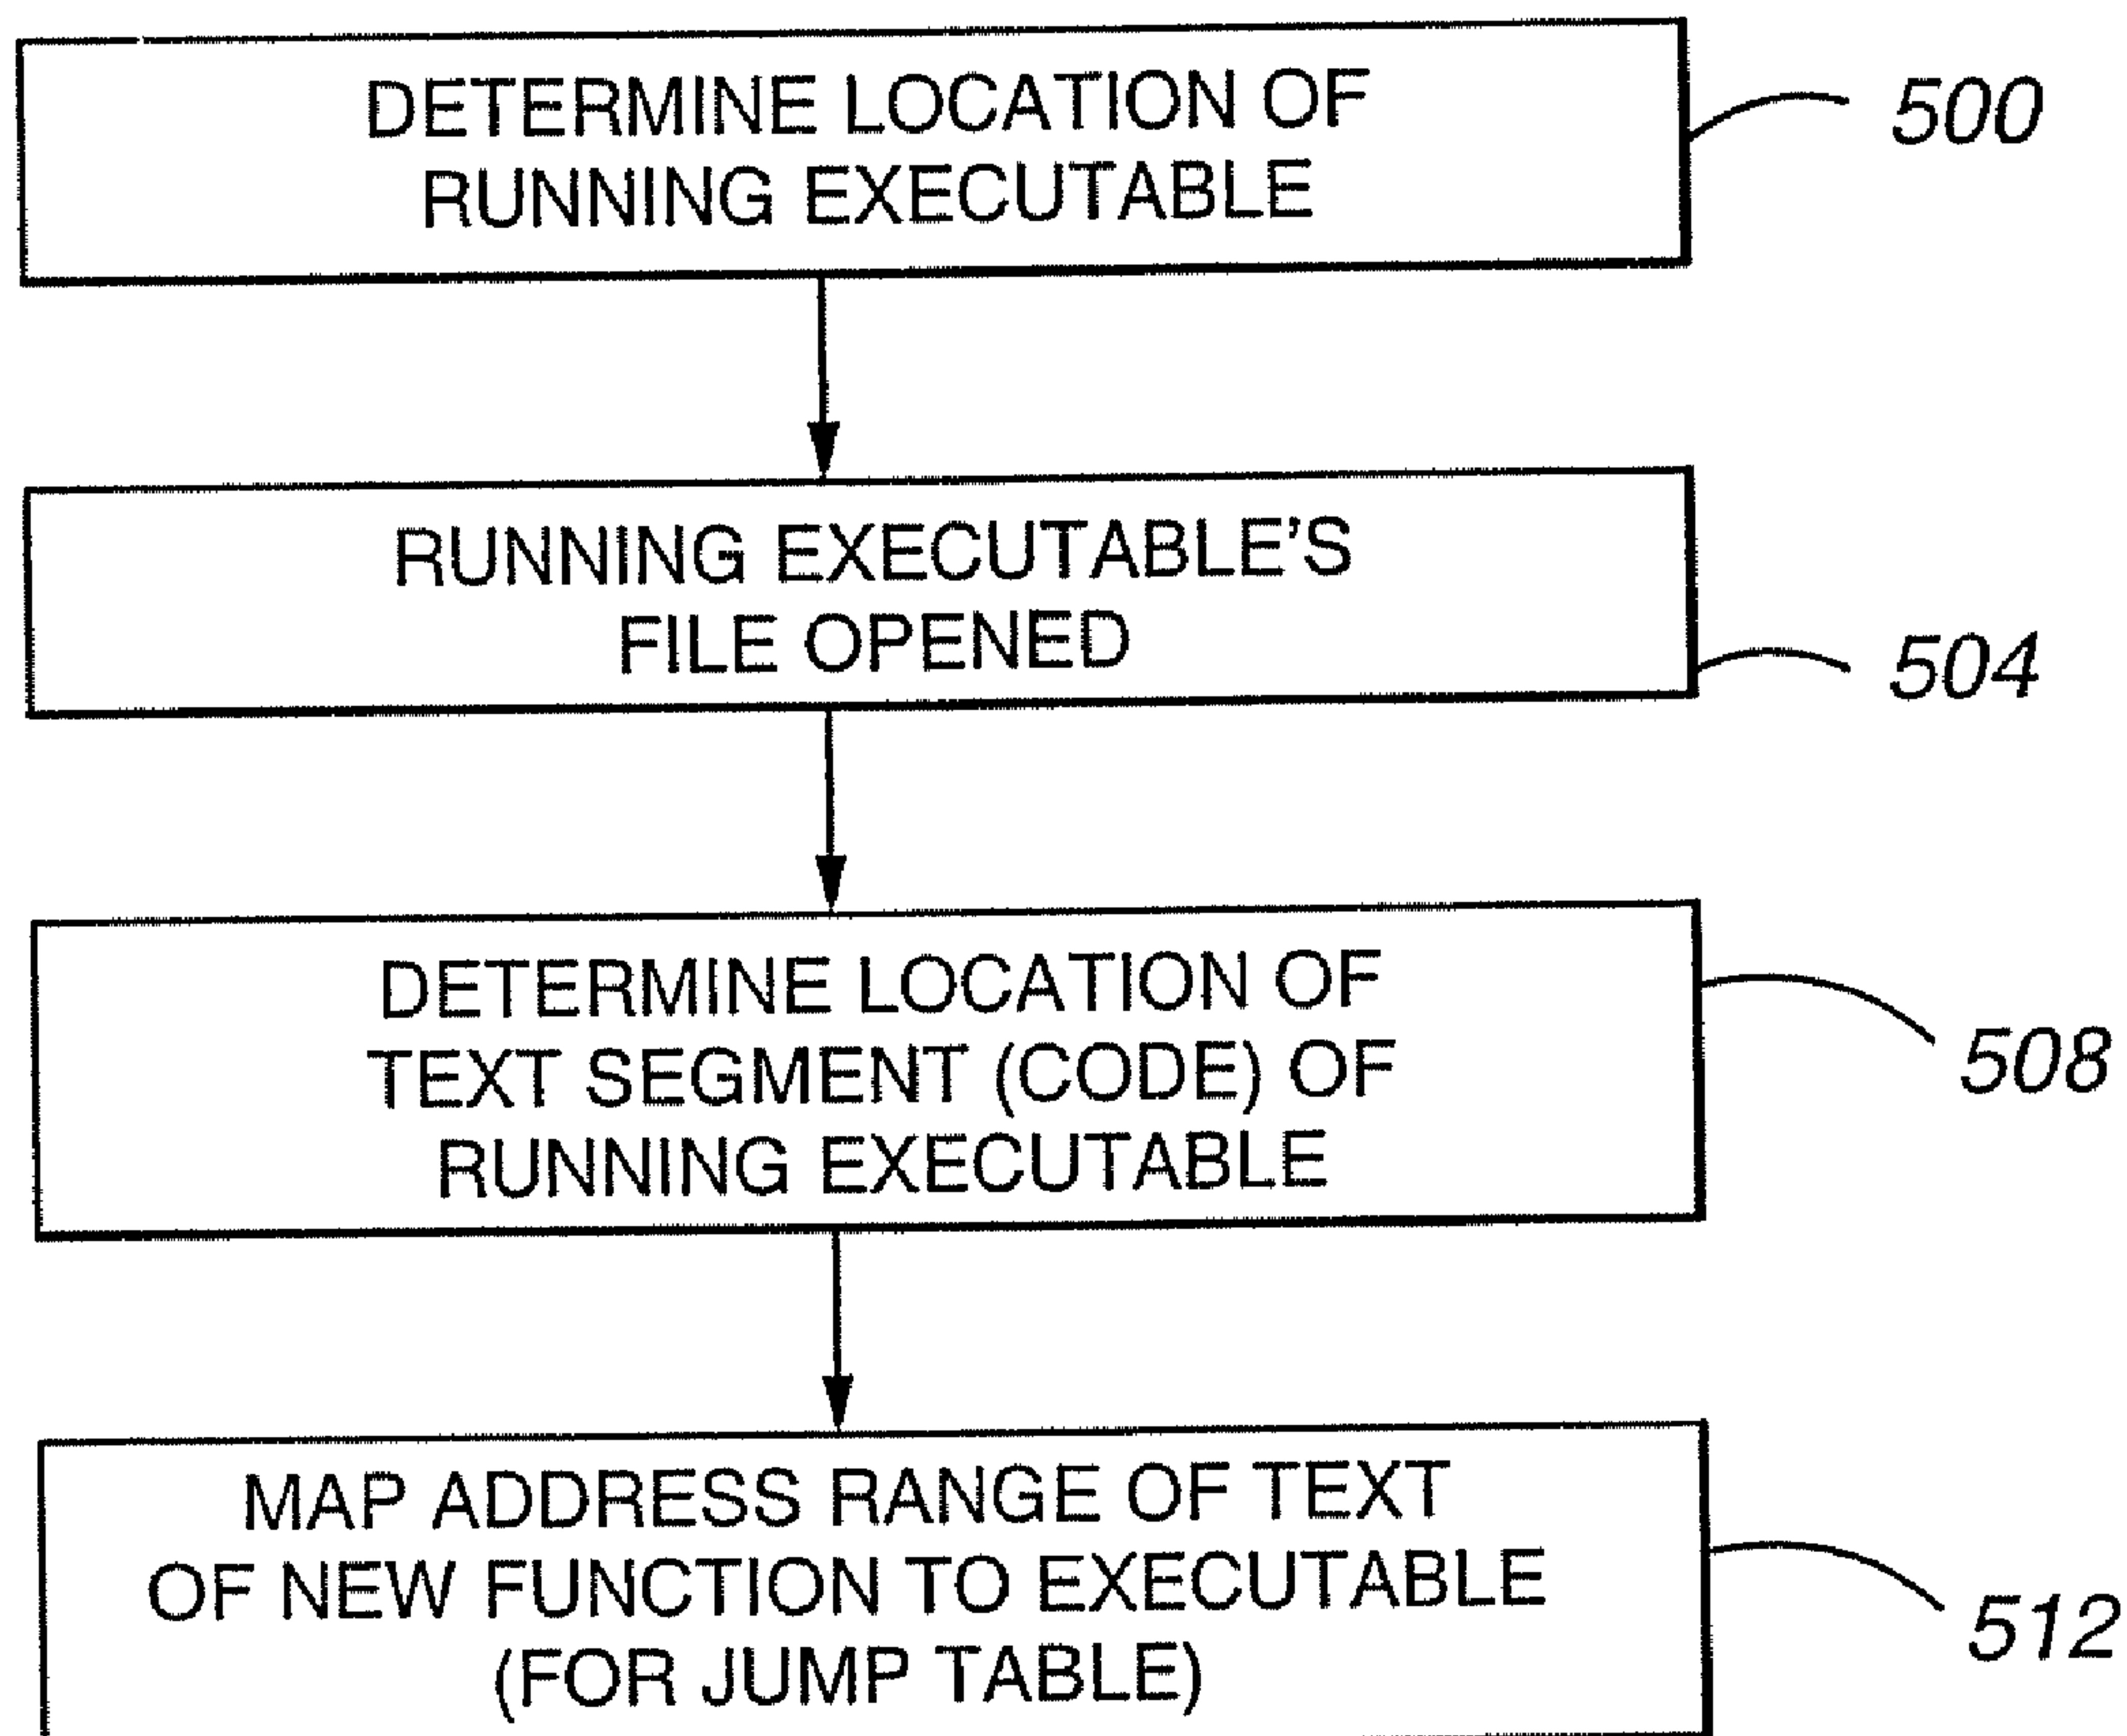 DETERMINE LOCATION OF
RUNNING EXECUTABLE
500
RUNNING EXECUTABLE'S
FILE OPENED
504
DETERMINE LOCATION OF
TEXT SEGMENT (CODE) OF
RUNNING EXECUTABLE
508
MAP ADDRESS RANGE OF TEXT
OF NEW FUNCTION TO EXECUTABLE
(FOR JUMP TABLE)
512